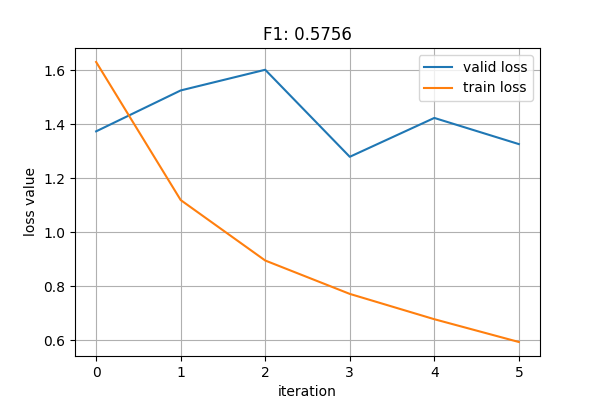 F1: 0.5756
valid loss
train loss
1.6
1.4
1.2
1.0
0.8
0.6
loss value
0 1 2 3 4 5
iteration